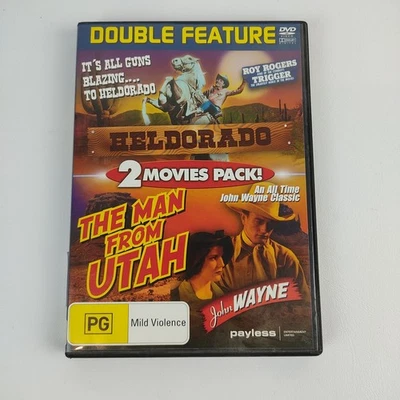 DOUBLE FEATURE
DVD
IT'S ALL GUNS
BLAZING....
TO HELDORADO
ROY ROGERS
TRIGGER
HELDORADO
2 MOVIES PACK!
An All Time
John Wayne Classic
THE MAN
FROM
UTAH
John WAYNE
PG
Mild Violence
payless
ENTERTAINMENT